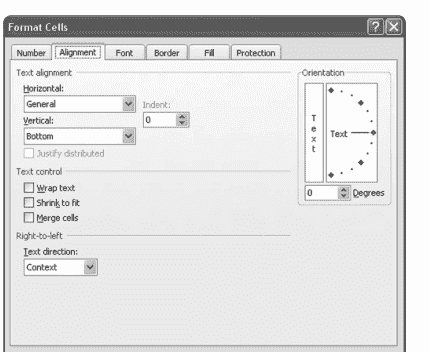 Format Cells
Number Alignment Font Border Fill Protection
Text alignment
Horizontal:
General
Indent:
0
Vertical:
Bottom
Justify distributed
Text control
Wrap text
Shrink to fit
Merge cells
Right-to-left
Text direction:
Context
Orientation
Text
Text
0 Degrees